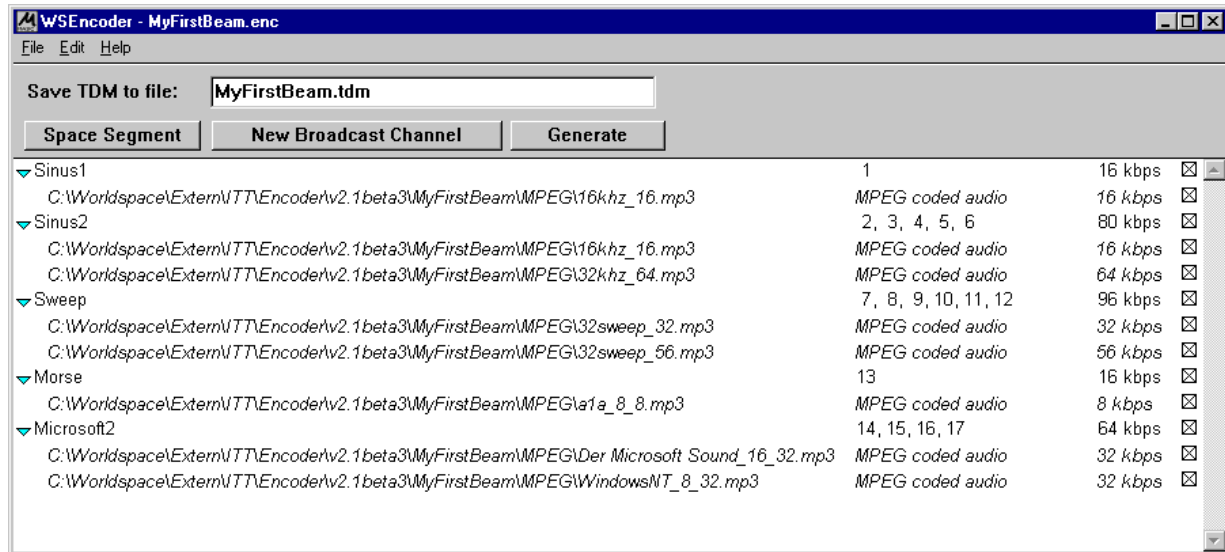 WSEncoder - MyFirstBeam.enc
File Edit Help
Save TDM to file: MyFirstBeam.tdm
Space Segment New Broadcast Channel Generate
Sinus1 1 16 kbps
C:\Worldspace\Extern\ITT\Encoder\v2.1beta3\MyFirstBeam\MPEG\16khz_16.mp3 MPEG coded audio 16 kbps
Sinus2 2, 3, 4, 5, 6 80 kbps
C:\Worldspace\Extern\ITT\Encoder\v2.1beta3\MyFirstBeam\MPEG\16khz_16.mp3 MPEG coded audio 16 kbps
C:\Worldspace\Extern\ITT\Encoder\v2.1beta3\MyFirstBeam\MPEG\32khz_64.mp3 MPEG coded audio 64 kbps
Sweep 7, 8, 9, 10, 11, 12 96 kbps
C:\Worldspace\Extern\ITT\Encoder\v2.1beta3\MyFirstBeam\MPEG\32sweep_32.mp3 MPEG coded audio 32 kbps
C:\Worldspace\Extern\ITT\Encoder\v2.1beta3\MyFirstBeam\MPEG\32sweep_56.mp3 MPEG coded audio 56 kbps
Morse 13 16 kbps
C:\Worldspace\Extern\ITT\Encoder\v2.1beta3\MyFirstBeam\MPEG\a1a_8_8.mp3 MPEG coded audio 8 kbps
Microsoft2 14, 15, 16, 17 64 kbps
C:\Worldspace\Extern\ITT\Encoder\v2.1beta3\MyFirstBeam\MPEG\Der Microsoft Sound_16_32.mp3 MPEG coded audio 32 kbps
C:\Worldspace\Extern\ITT\Encoder\v2.1beta3\MyFirstBeam\MPEG\WindowsNT_8_32.mp3 MPEG coded audio 32 kbps